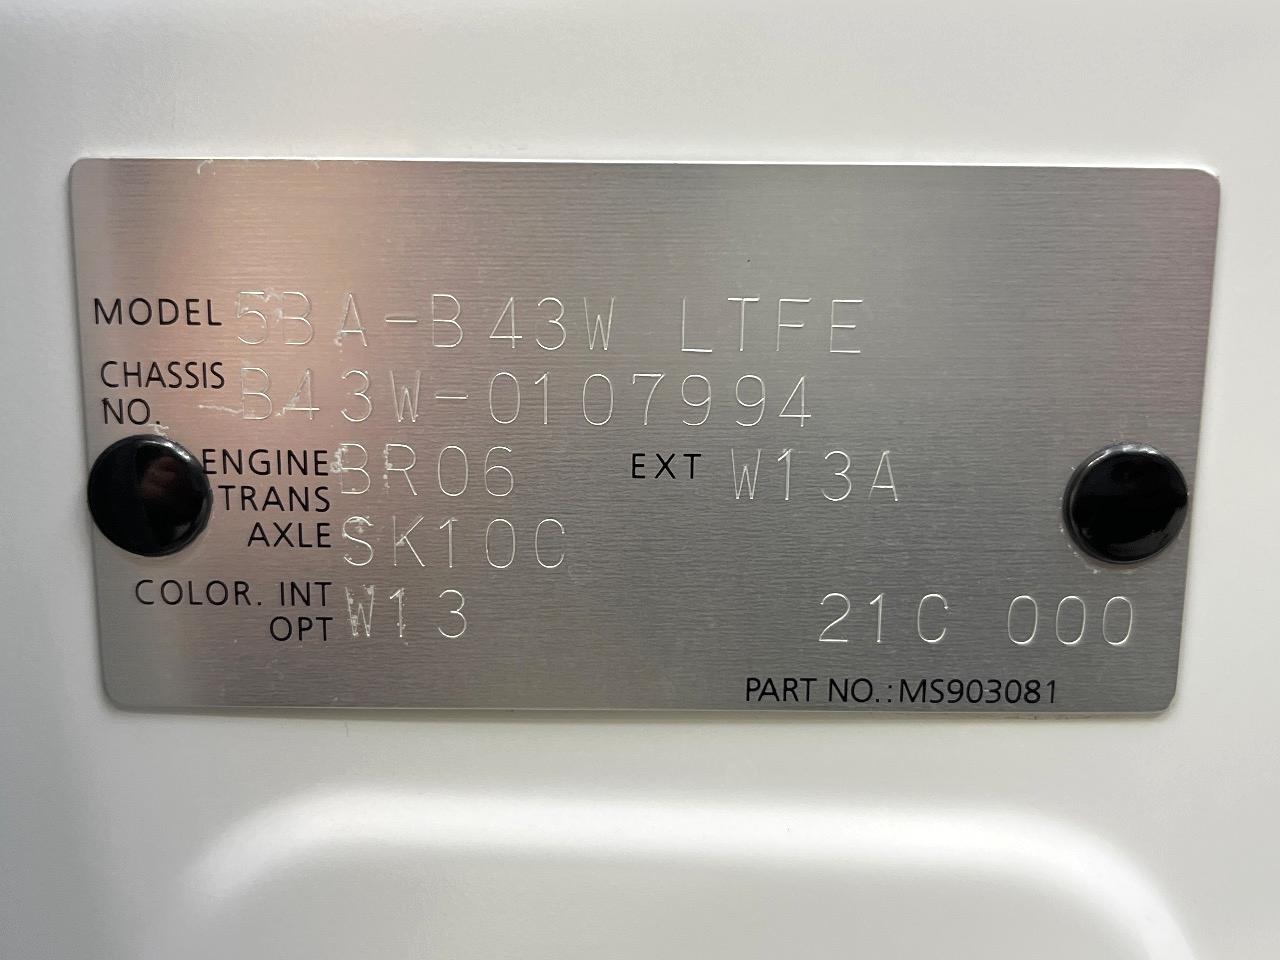 MODEL 5BA-B43W LTFE
CHASSIS NO. B43W-0107994
ENGINE BR06 EXT W13A
TRANS AXLE SK10C
COLOR. INT OPT W13 21C 000
PART NO.: MS903081